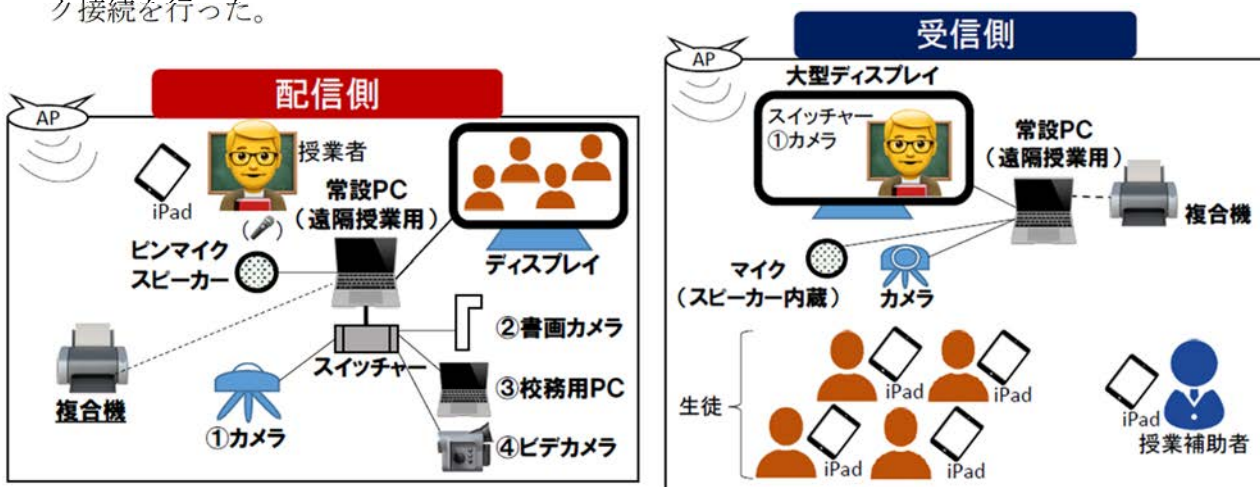 ク接続を行った。
配信側
AP
授業者
iPad
常設PC
（遠隔授業用）
ピンマイク
スピーカー
ディスプレイ
②書画カメラ
スイッチャー
③校務用PC
複合機
①カメラ
④ビデカメラ
受信側
AP
大型ディスプレイ
スイッチャー
①カメラ
常設PC
（遠隔授業用）
複合機
マイク
（スピーカー内蔵）
カメラ
生徒
iPad
iPad
iPad
iPad
iPad
授業補助者